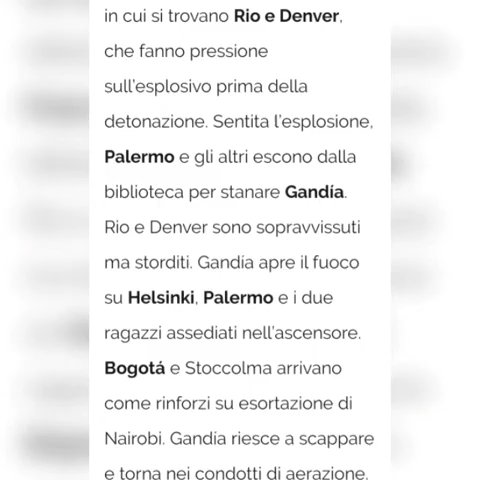 in cui si trovano Rio e Denver,
che fanno pressione
sull'esplosivo prima della
detonazione. Sentita l'esplosione,
Palermo e gli altri escono dalla
biblioteca per stanare Gandía.
Rio e Denver sono sopravvissuti
ma storditi. Gandía apre il fuoco
su Helsinki, Palermo e i due
ragazzi assediati nell'ascensore.
Bogotá e Stoccolma arrivano
come rinforzi su esortazione di
Nairobi. Gandía riesce a scappare
e torna nei condotti di aerazione.